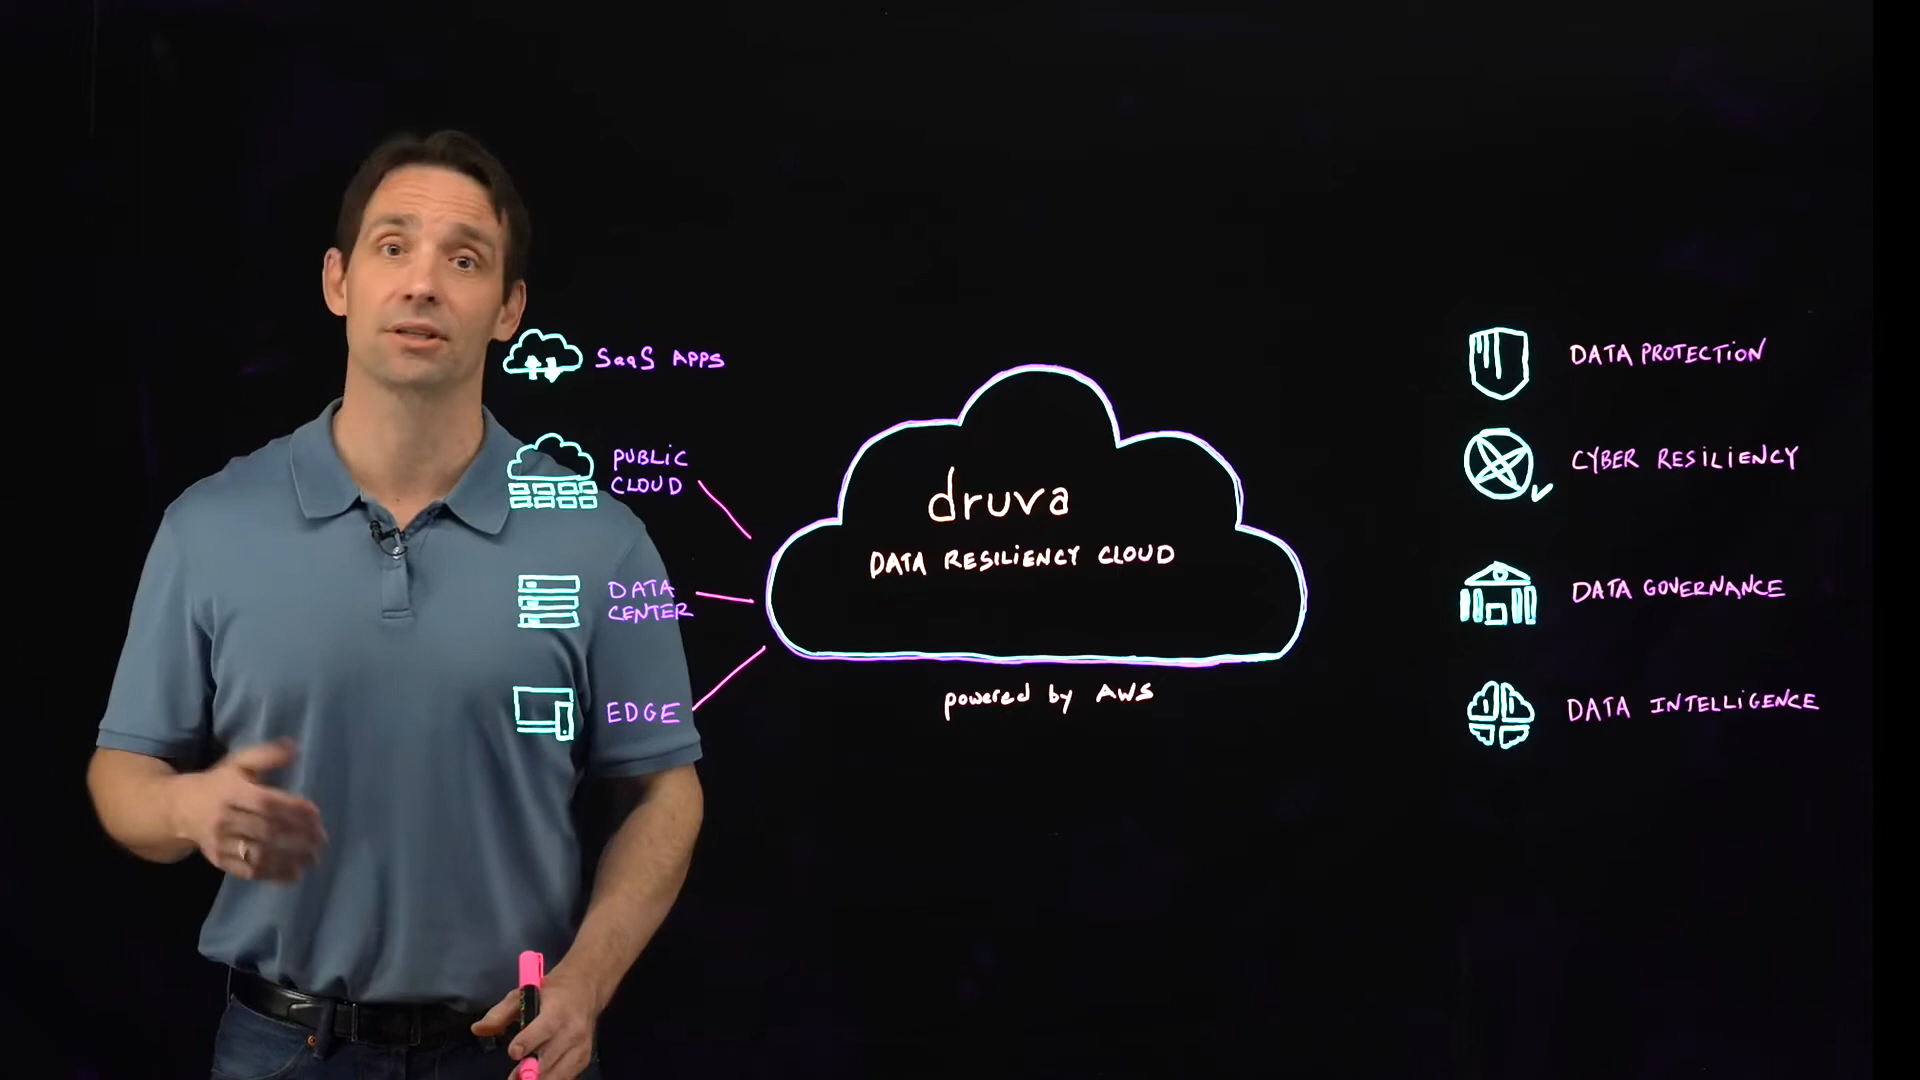 SaaS APPS
PUBLIC
CLOUD
DATA
CENTER
EDGE
druva
DATA RESILIENCY CLOUD
powered by AWS
DATA PROTECTION
CYBER RESILIENCY
DATA GOVERNANCE
DATA INTELLIGENCE